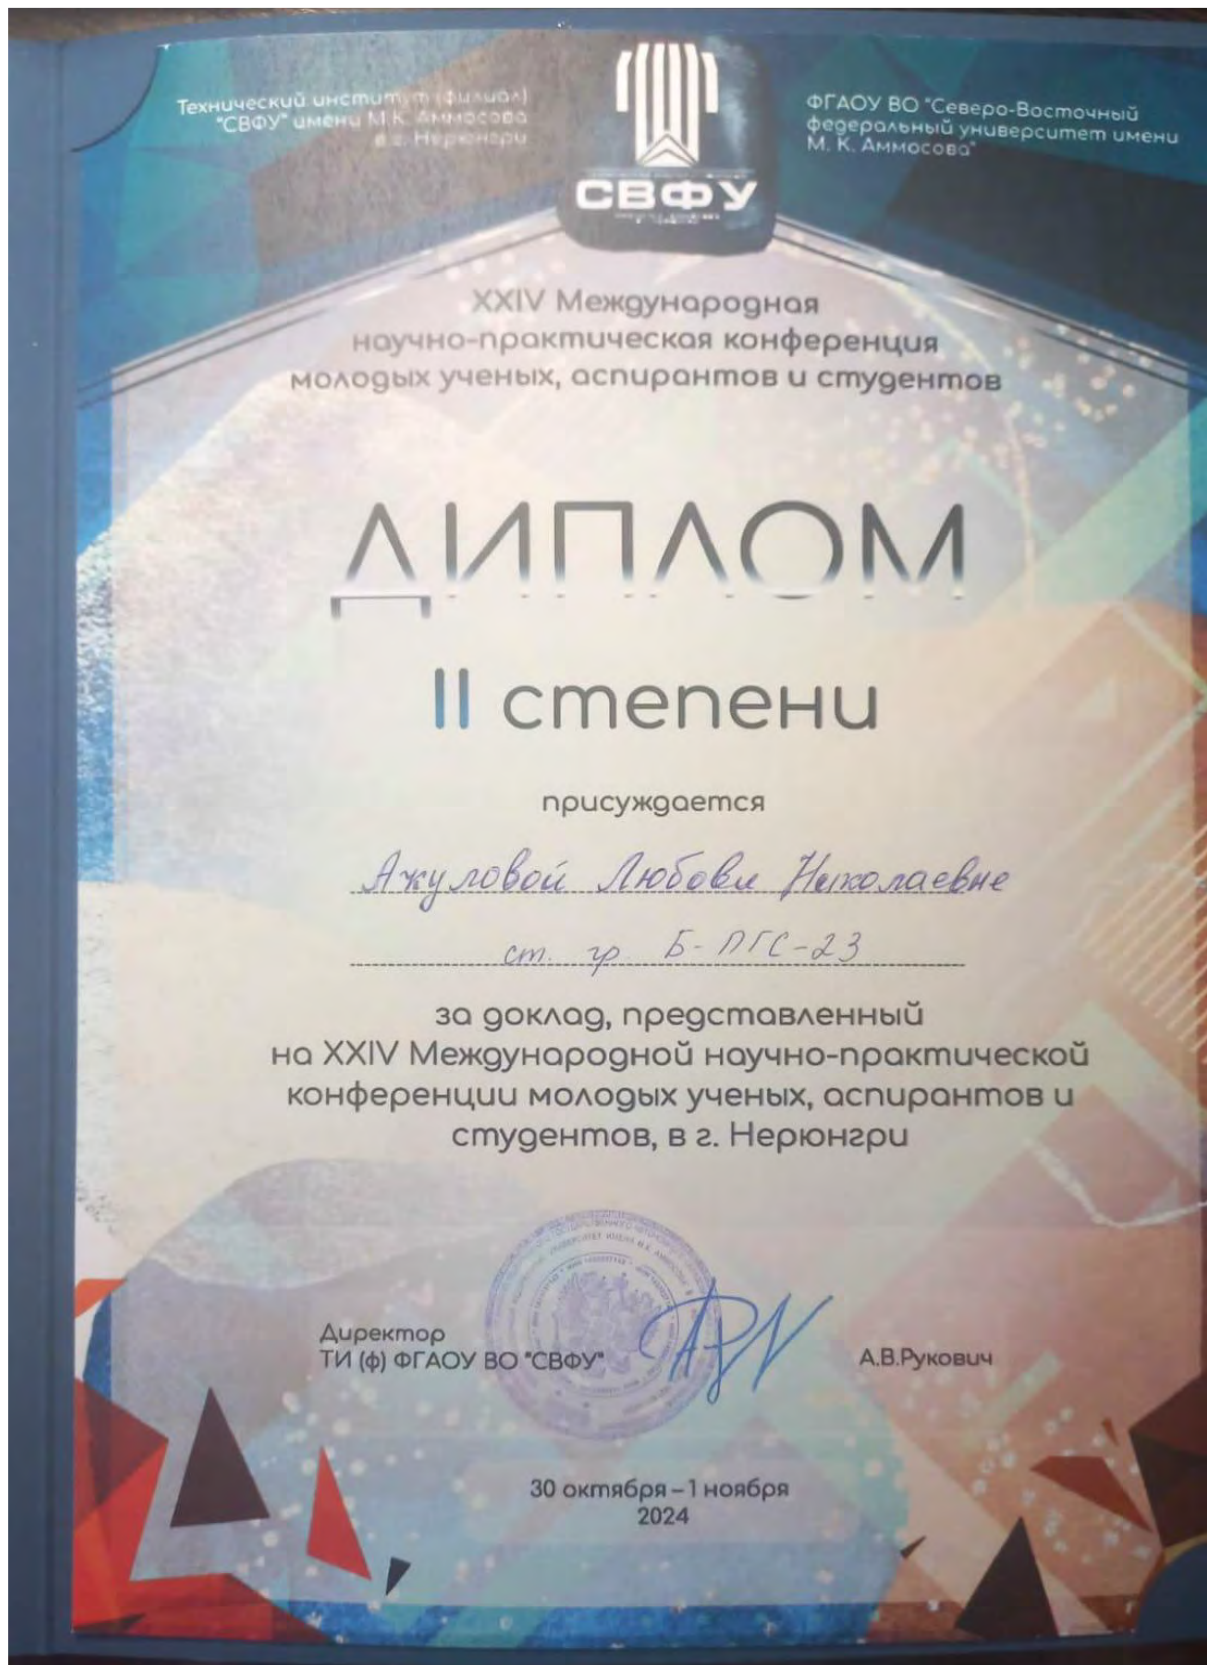 Технический институт (филиал)
"СВФУ" имени М.К. Аммосова
в г. Нерюнгри
ФГАОУ ВО "Северо-Восточный
федеральный университет имени
М. К. Аммосова"
СВФУ
XXIV Международная
научно-практическая конференция
молодых ученых, аспирантов и студентов
ДИПЛОМ
II степени
присуждается
Ажуловой Любови Николаевне
ст. гр. Б-ПГС-23
за доклад, представленный
на XXIV Международной научно-практической
конференции молодых ученых, аспирантов и
студентов, в г. Нерюнгри
Директор
ТИ (ф) ФГАОУ ВО "СВФУ"
А.В.Рукович
30 октября – 1 ноября
2024